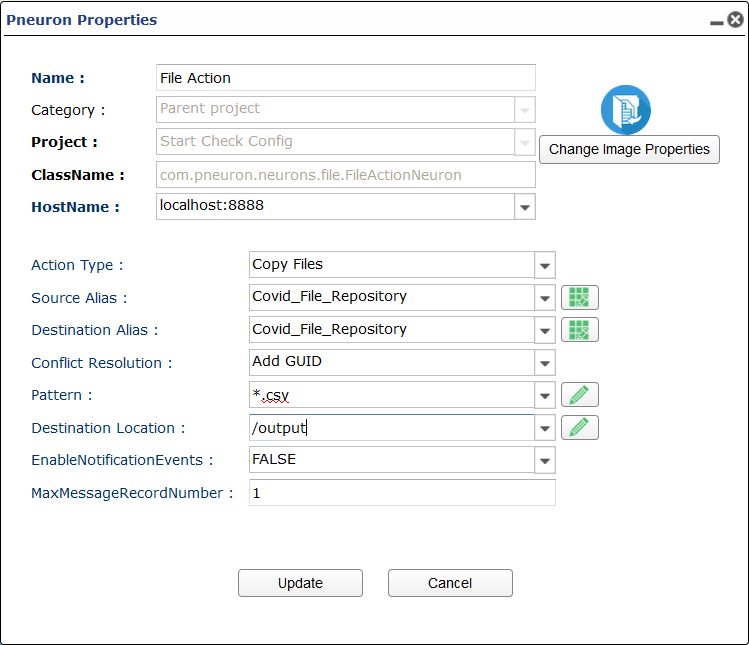 Pneuron Properties
Name : File Action
Category : Parent project
Project : Start Check Config
Change Image Properties
ClassName : com.pneuron.neurons.file.FileActionNeuron
HostName : localhost:8888
Action Type : Copy Files
Source Alias : Covid_File_Repository
Destination Alias : Covid_File_Repository
Conflict Resolution : Add GUID
Pattern : *.csv
Destination Location : /output
EnableNotificationEvents : FALSE
MaxMessageRecordNumber : 1
Update Cancel